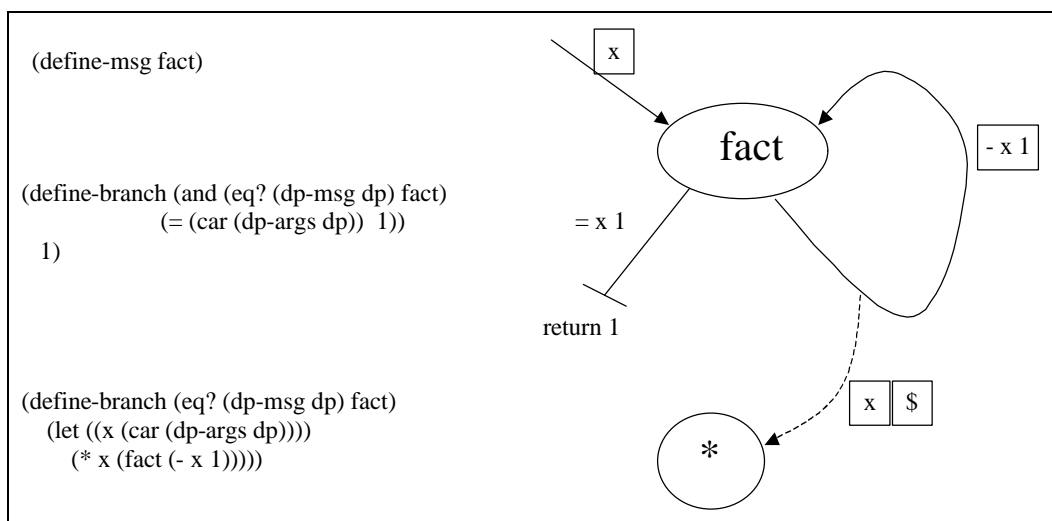 (define-msg fact)
(define-branch (and (eq? (dp-msg dp) fact)
(= (car (dp-args dp))  1))
1)
(define-branch (eq? (dp-msg dp) fact)
(let ((x (car (dp-args dp))))
(* x (fact (- x 1)))))
x
fact
- x 1
= x 1
return 1
x $
*